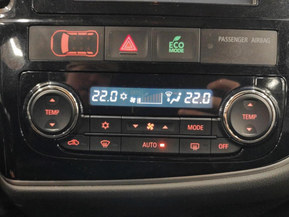 ECO
MODE
PASSENGER AIRBAG
22.0 22.0
TEMP
TEMP
MODE
AUTO
OFF